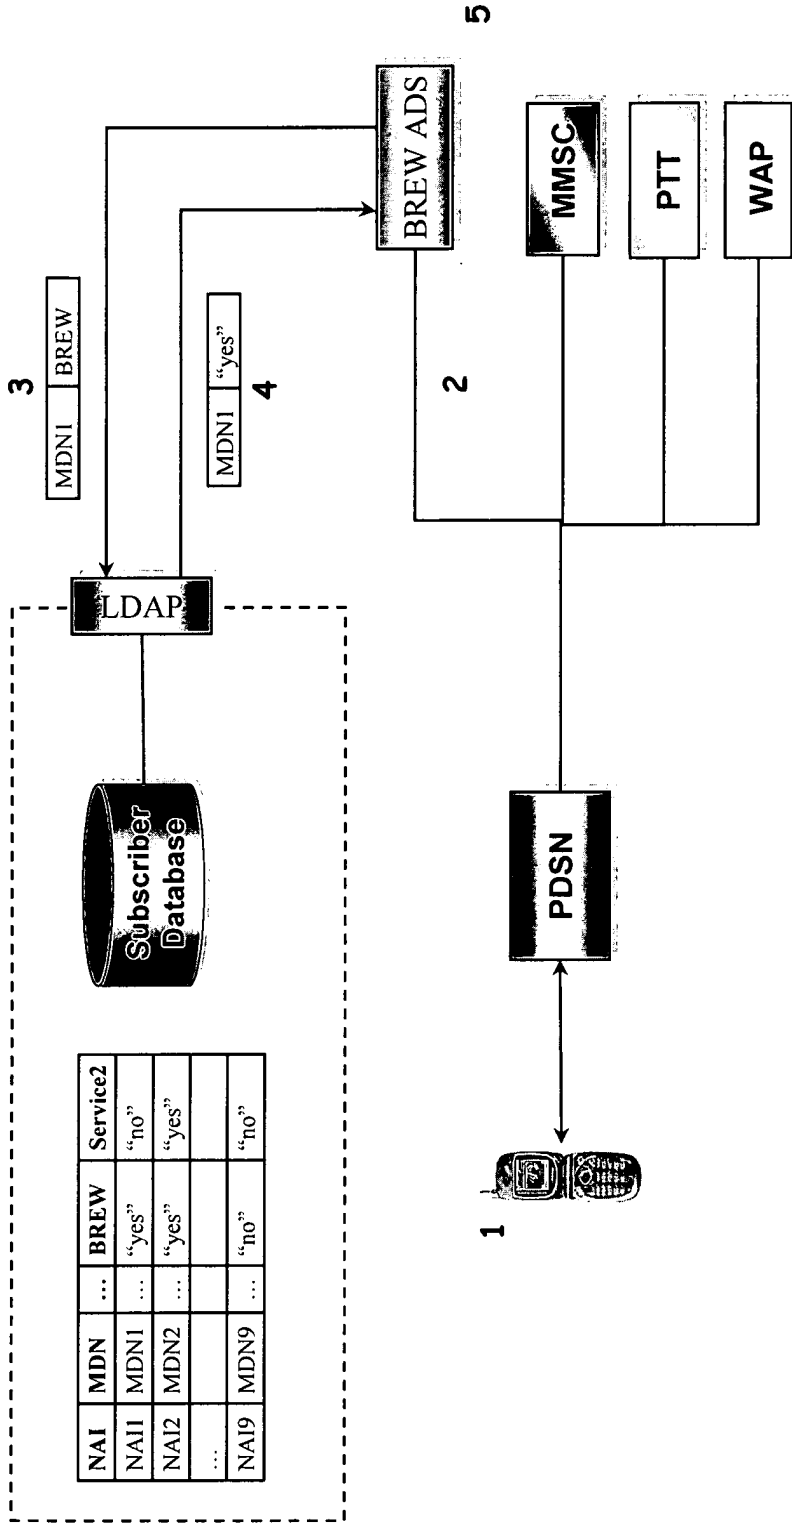 NAI MDN ... BREW Service2
NAI1 MDN1 ... “yes” “no”
NAI2 MDN2 ... “yes” “yes”
... ...
NAI9 MDN9 ... “no” “no”
Subscriber
Database
LDAP
3
MDN1 BREW
MDN1 “yes”
4
BREW ADS
5
2
1
PDSN
MMSC
PTT
WAP